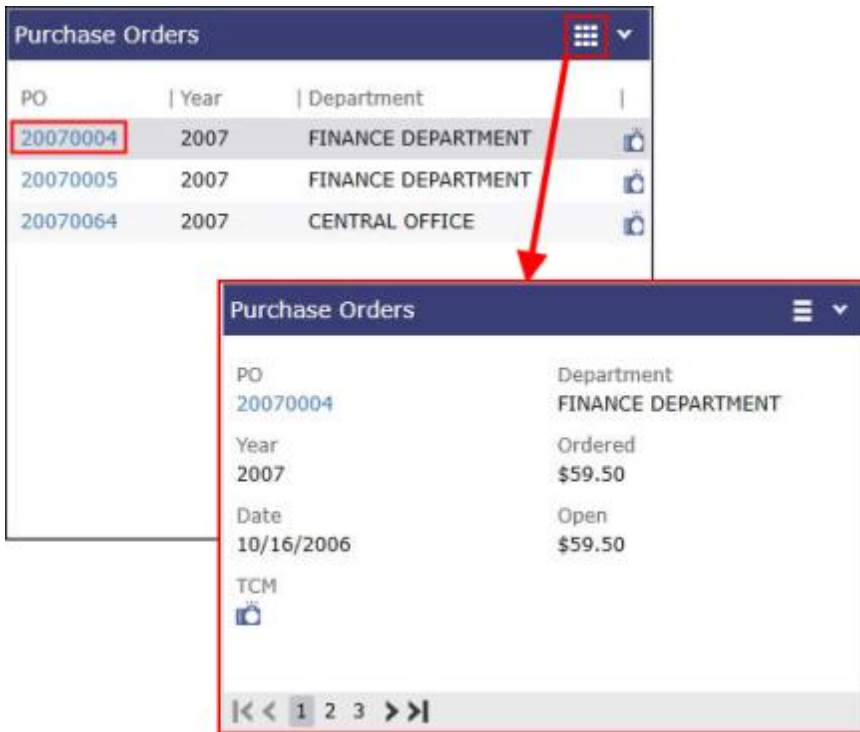 Purchase Orders
PO | Year | Department |
20070004 2007 FINANCE DEPARTMENT
20070005 2007 FINANCE DEPARTMENT
20070064 2007 CENTRAL OFFICE
Purchase Orders
PO Department
20070004 FINANCE DEPARTMENT
Year Ordered
2007 $59.50
Date Open
10/16/2006 $59.50
TCM
1 2 3